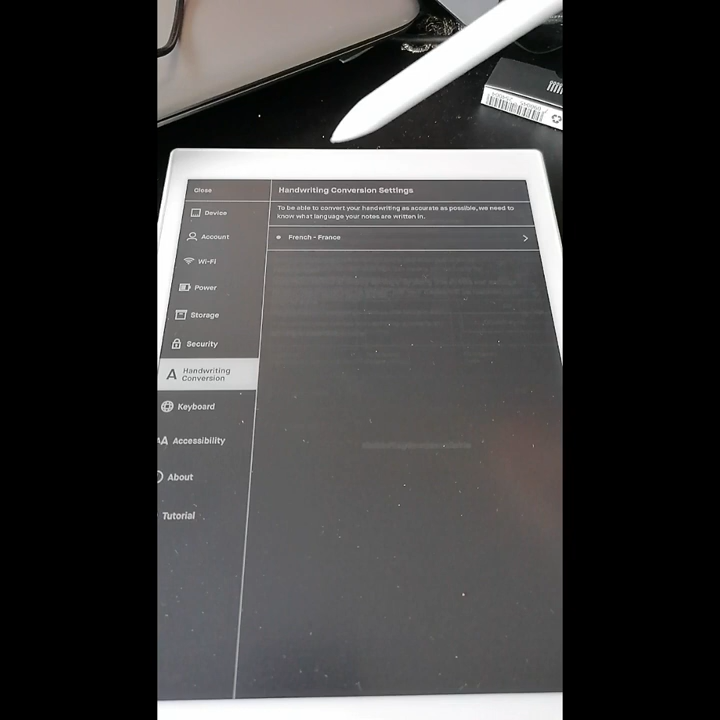 Close
Device
Account
Wi-Fi
Power
Storage
Security
Handwriting
Conversion
Keyboard
Accessibility
About
Tutorial
Handwriting Conversion Settings
To be able to convert your handwriting as accurate as possible, we need to
know what language your notes are written in.
French - France